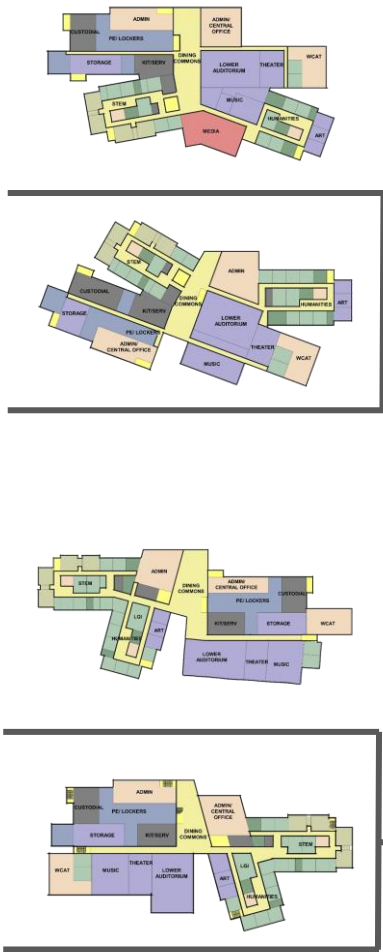 ADMIN
ADMIN/
CENTRAL
OFFICE
CUSTODIAL
PE/ LOCKERS
DINING
COMMONS
LOWER
AUDITORIUM
THEATER
WCAT
STORAGE
KIT/SERV
STEM
MUSIC
HUMANITIES
MEDIA
ART
STEM
ADMIN
CUSTODIAL
DINING
COMMONS
HUMANITIES
ART
STORAGE
KIT/SERV
LOWER
AUDITORIUM
PE/ LOCKERS
ADMIN/
CENTRAL OFFICE
THEATER
WCAT
MUSIC
ADMIN
STEM
DINING
COMMONS
ADMIN/
CENTRAL OFFICE
CUSTODIAL
PE/ LOCKERS
LGI
ART
HUMANITIES
KIT/SERV
STORAGE
WCAT
LOWER
AUDITORIUM
THEATER
MUSIC
ADMIN
ADMIN/
CENTRAL
OFFICE
CUSTODIAL
PE/ LOCKERS
STORAGE
KIT/SERV
DINING
COMMONS
STEM
WCAT
MUSIC
THEATER
LOWER
AUDITORIUM
LGI
ART
HUMANITIES